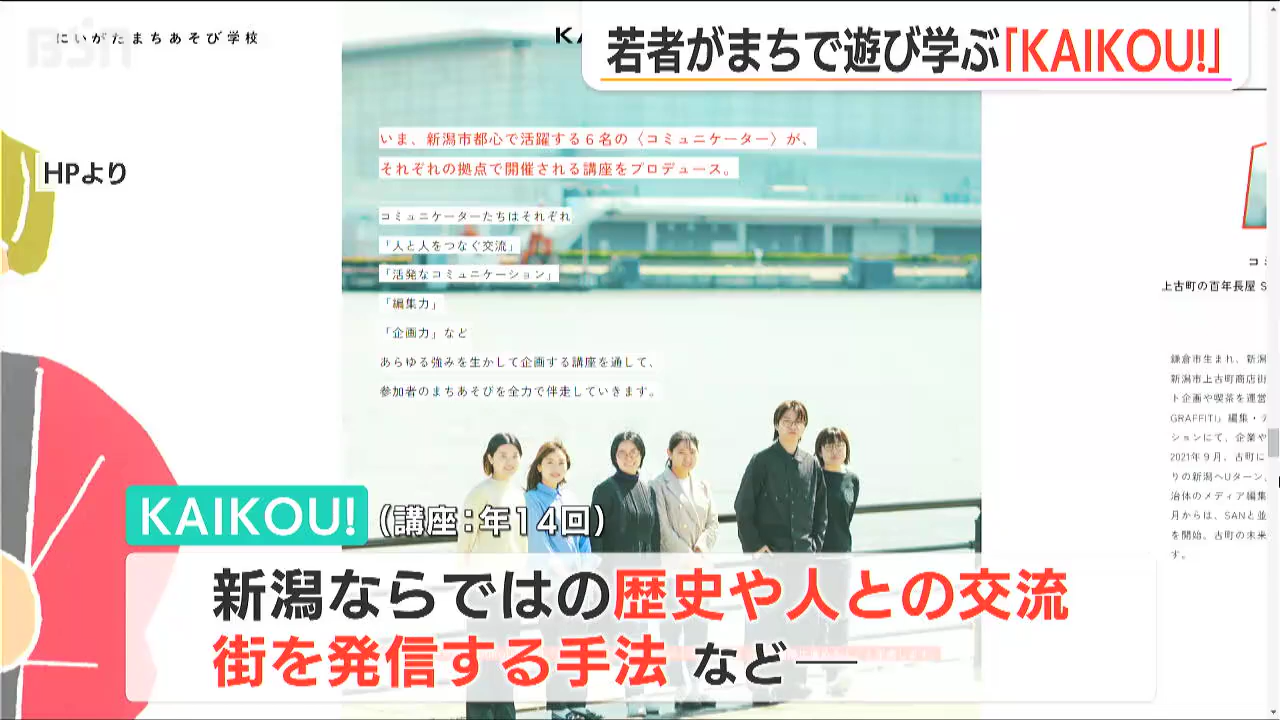 BSN
にいがたまちあそび学校
若者がまちで遊び学ぶ「KAIKOU!」
HPより
いま、新潟市都心で活躍する６名の〈コミュニケーター〉が、
それぞれの拠点で開催される講座をプロデュース。
コミュニケーターたちはそれぞれ
「人と人をつなぐ交流」
「活発なコミュニケーション」
「編集力」
「企画力」など
あらゆる強みを生かして企画する講座を通して、
参加者のまちあそびを全力で伴走していきます。
上古町の百年長屋 S
鎌倉市生まれ、新潟
新潟市上古町商店街
ト企画や喫茶を運営
GRAFFITI」編集・デ
ションにて、企業や
2021年９月、古町に
りの新潟へUターン。
治体のメディア編集
月からは、SANと並
を開始。古町の未来
す。
KAIKOU! (講座:年14回)
新潟ならではの歴史や人との交流
街を発信する手法 など──